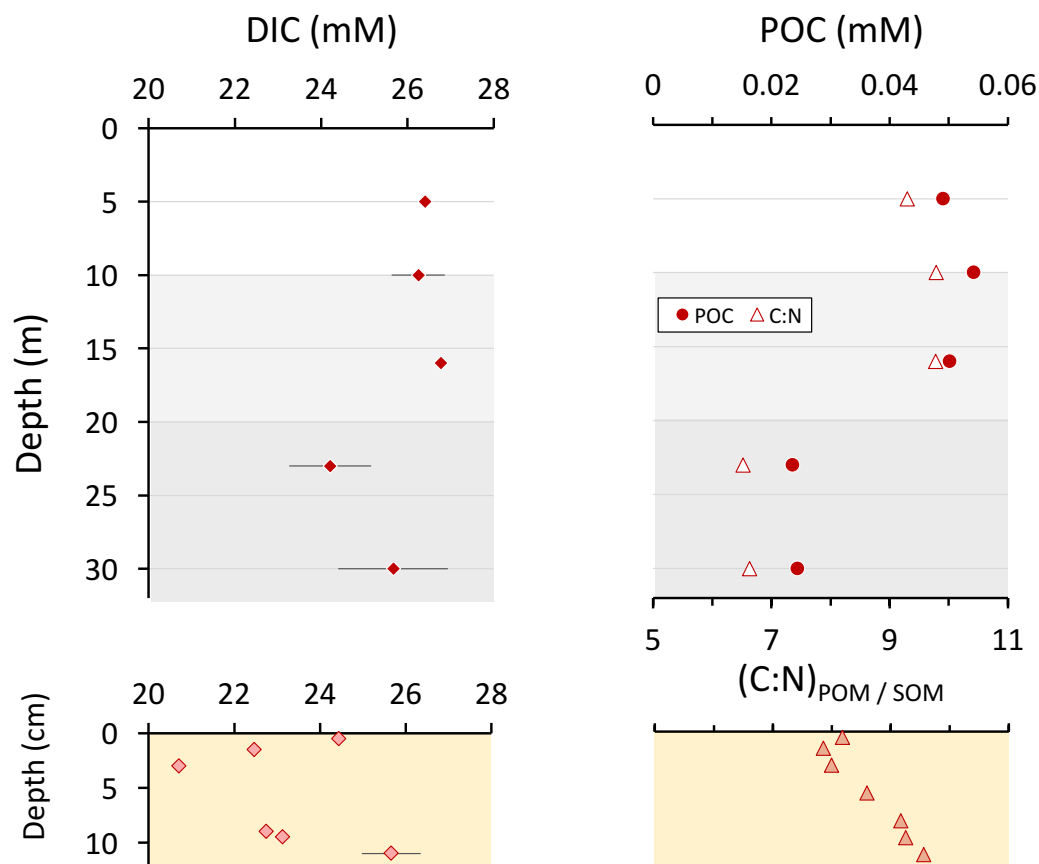 DIC (mM)
POC (mM)
20 22 24 26 28
0 0.02 0.04 0.06
0
5
10
15
20
25
30
Depth (m)
POC C:N
5 7 9 11
(C:N)POM / SOM
20 22 24 26 28
0
5
10
Depth (cm)